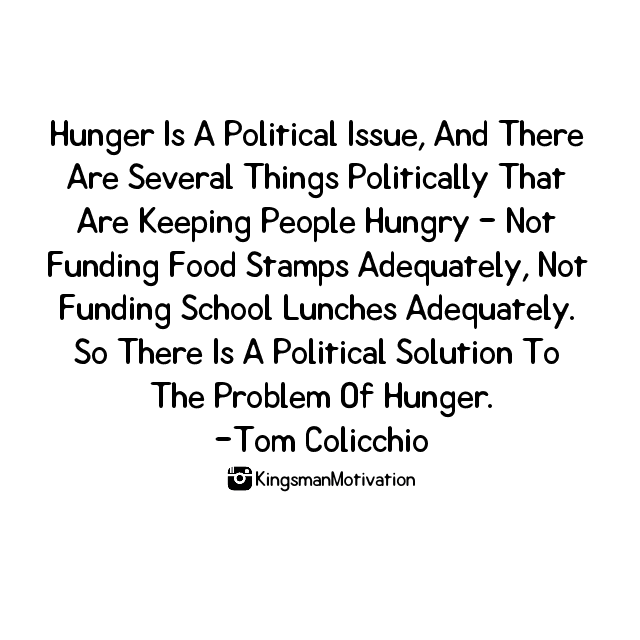 Hunger Is A Political Issue, And There
Are Several Things Politically That
Are Keeping People Hungry - Not
Funding Food Stamps Adequately, Not
Funding School Lunches Adequately.
So There Is A Political Solution To
The Problem Of Hunger.
-Tom Colicchio
KingsmanMotivation